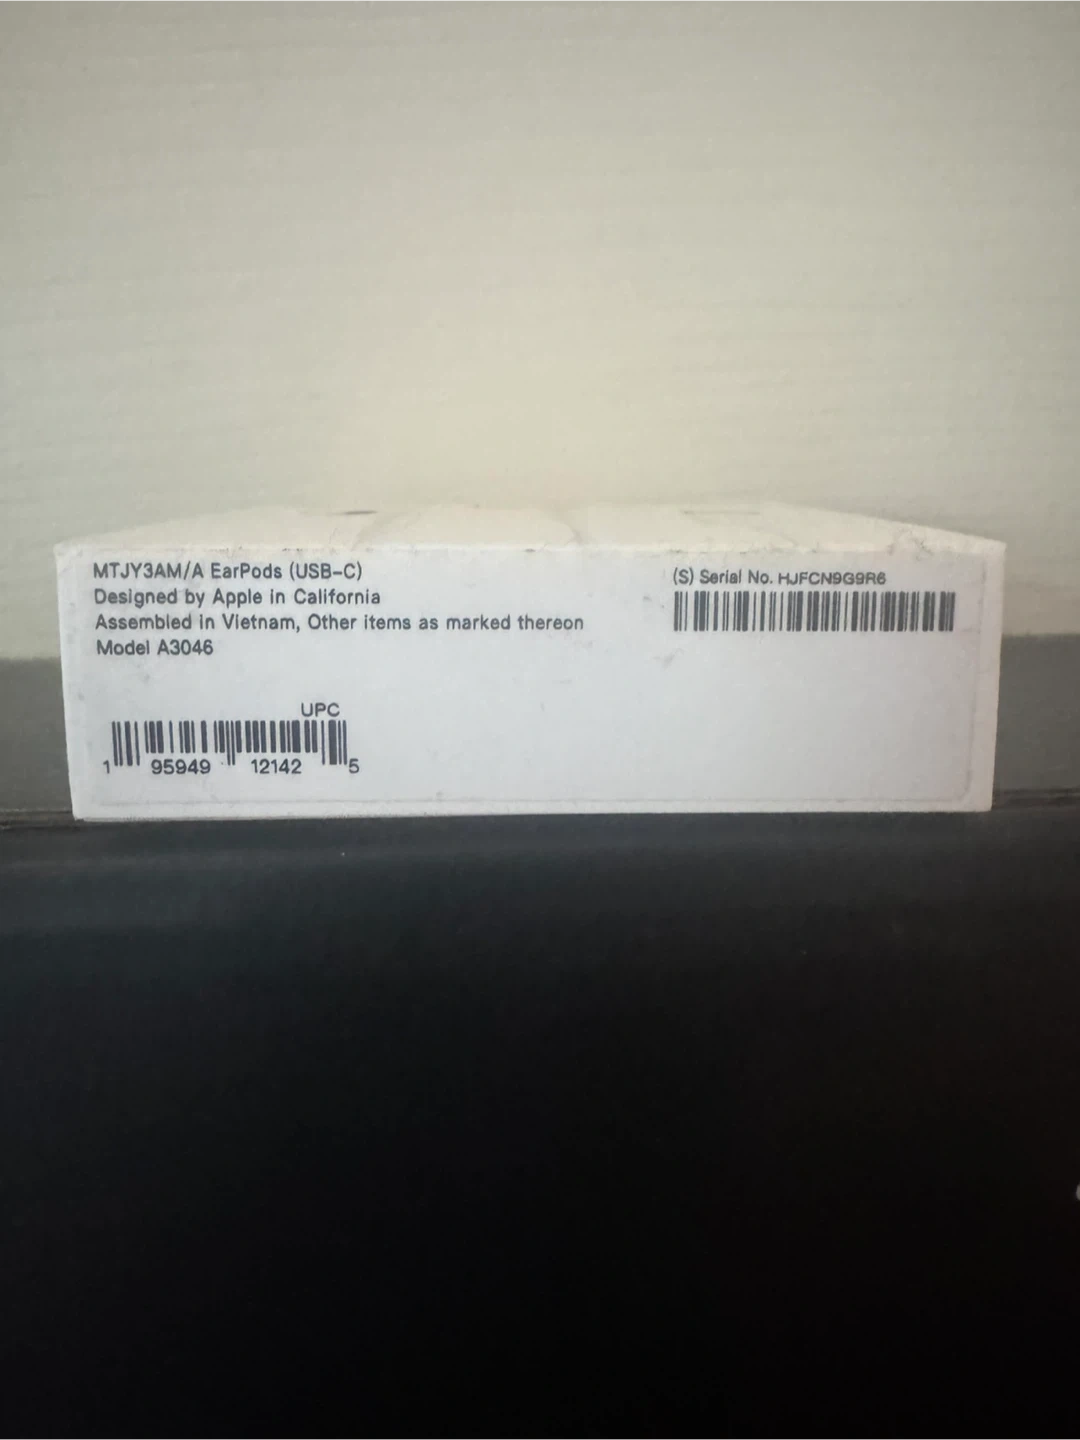 MTJY3AM/A EarPods (USB-C)
Designed by Apple in California
Assembled in Vietnam, Other items as marked thereon
Model A3046
(S) Serial No. HJFCN9G9R6
UPC
1 95949 12142 5